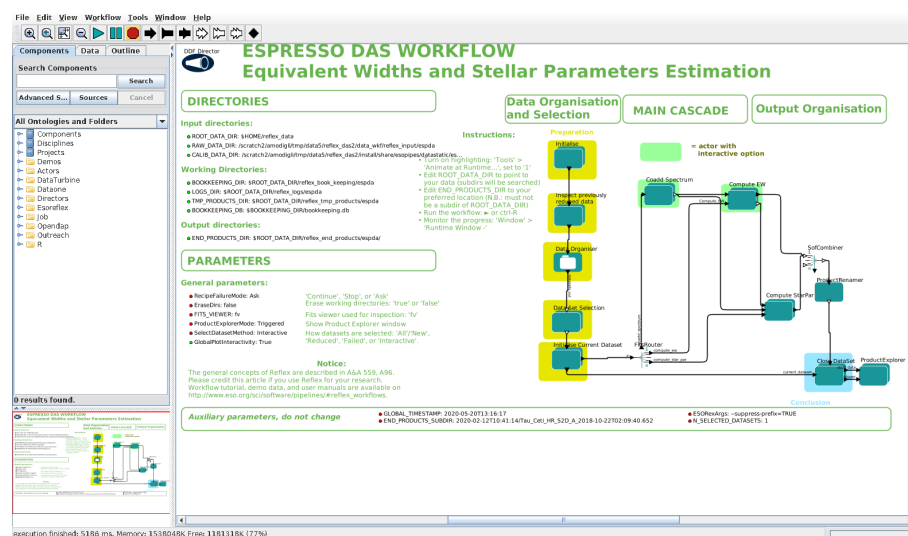 File Edit View Workflow Tools Window Help
Components Data Outline
Search Components
Search
Advanced S... Sources Cancel
All Ontologies and Folders
Components
Disciplines
Projects
Demos
Actors
DataTurbine
Dataone
Directors
Esoreflex
Job
Opendap
Outreach
R
0 results found.
DDF Director
ESPRESSO DAS WORKFLOW
Equivalent Widths and Stellar Parameters Estimation
DIRECTORIES
Input directories:
ROOT_DATA_DIR: $HOME/reflex_data
RAW_DATA_DIR: /scratch2/amodigli/tmp/data5/reflex_das2/data_wkf/reflex_input/espda
CALIB_DATA_DIR: /scratch2/amodigli/tmp/data5/reflex_das2/install/share/esopipes/datastatic/es...
Working Directories:
BOOKKEEPING_DIR: $ROOT_DATA_DIR/reflex_book_keeping/espda
LOGS_DIR: $ROOT_DATA_DIR/reflex_logs/espda
TMP_PRODUCTS_DIR: $ROOT_DATA_DIR/reflex_tmp_products/espda
BOOKKEEPING_DB: $BOOKKEEPING_DIR/bookkeeping.db
Output directories:
END_PRODUCTS_DIR: $ROOT_DATA_DIR/reflex_end_products/espda/
Instructions:
• Turn on highlighting: 'Tools' >
'Animate at Runtime...', set to '1'
• Edit ROOT_DATA_DIR to point to
your data (subdirs will be searched)
• Edit END_PRODUCTS_DIR to your
preferred location (N.B.: must not
be a subdir of ROOT_DATA_DIR)
• Run the workflow: ► or ctrl-R
• Monitor the progress: 'Window' >
'Runtime Window -'
PARAMETERS
General parameters:
RecipeFailureMode: Ask 'Continue', 'Stop', or 'Ask'
EraseDirs: false Erase working directories: 'true' or 'false'
FITS_VIEWER: fv Fits viewer used for inspection: 'fv'
ProductExplorerMode: Triggered Show Product Explorer window
SelectDatasetMethod: Interactive How datasets are selected: 'All'/'New',
GlobalPlotInteractivity: True 'Reduced', 'Failed', or 'Interactive'.
Notice:
The general concepts of Reflex are described in A&A 559, A96.
Please credit this article if you use Reflex for your research.
Workflow tutorial, demo data, and user manuals are available on
http://www.eso.org/sci/software/pipelines/#reflex_workflows.
Data Organisation
and Selection
MAIN CASCADE
Output Organisation
Preparation
Initialise
Inspect previously
reduced data
Data Organiser
DataSet Selection
Initialise Current Dataset
= actor with
interactive option
Coadd Spectrum
Compute EW
SofCombiner
ProductRenamer
Compute StarPar
FitsRouter
compute_ew
compute_star_par
current_dataset
Close DataSet
ProductExplorer
Conclusion
Auxiliary parameters, do not change
GLOBAL_TIMESTAMP: 2020-05-20T13:16:17
END_PRODUCTS_SUBDIR: 2020-02-12T10:41:14/Tau_Ceti_HR_S2D_A_2018-10-22T02:09:40.652
ESORexArgs: --suppress-prefix=TRUE
N_SELECTED_DATASETS: 1
execution finished: 5186 ms. Memory: 1538048K Free: 1181318K (77%)